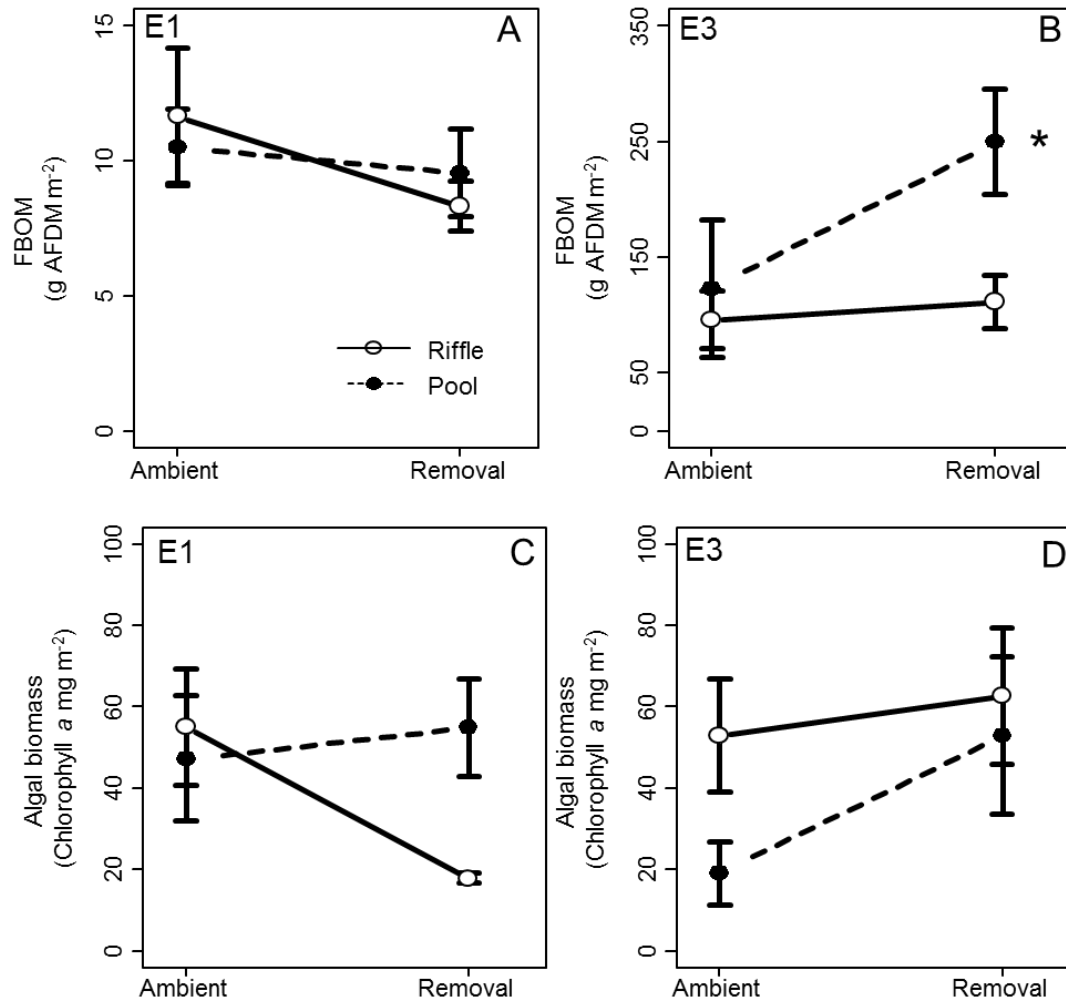 E1
A
15
10
5
0
FBOM
(g AFDM m-2)
Riffle
Pool
Ambient
Removal
E3
B
*
350
250
150
50
0
FBOM
(g AFDM m-2)
Ambient
Removal
E1
C
100
80
60
40
20
0
Algal biomass
(Chlorophyll a mg m-2)
Ambient
Removal
E3
D
100
80
60
40
20
0
Algal biomass
(Chlorophyll a mg m-2)
Ambient
Removal